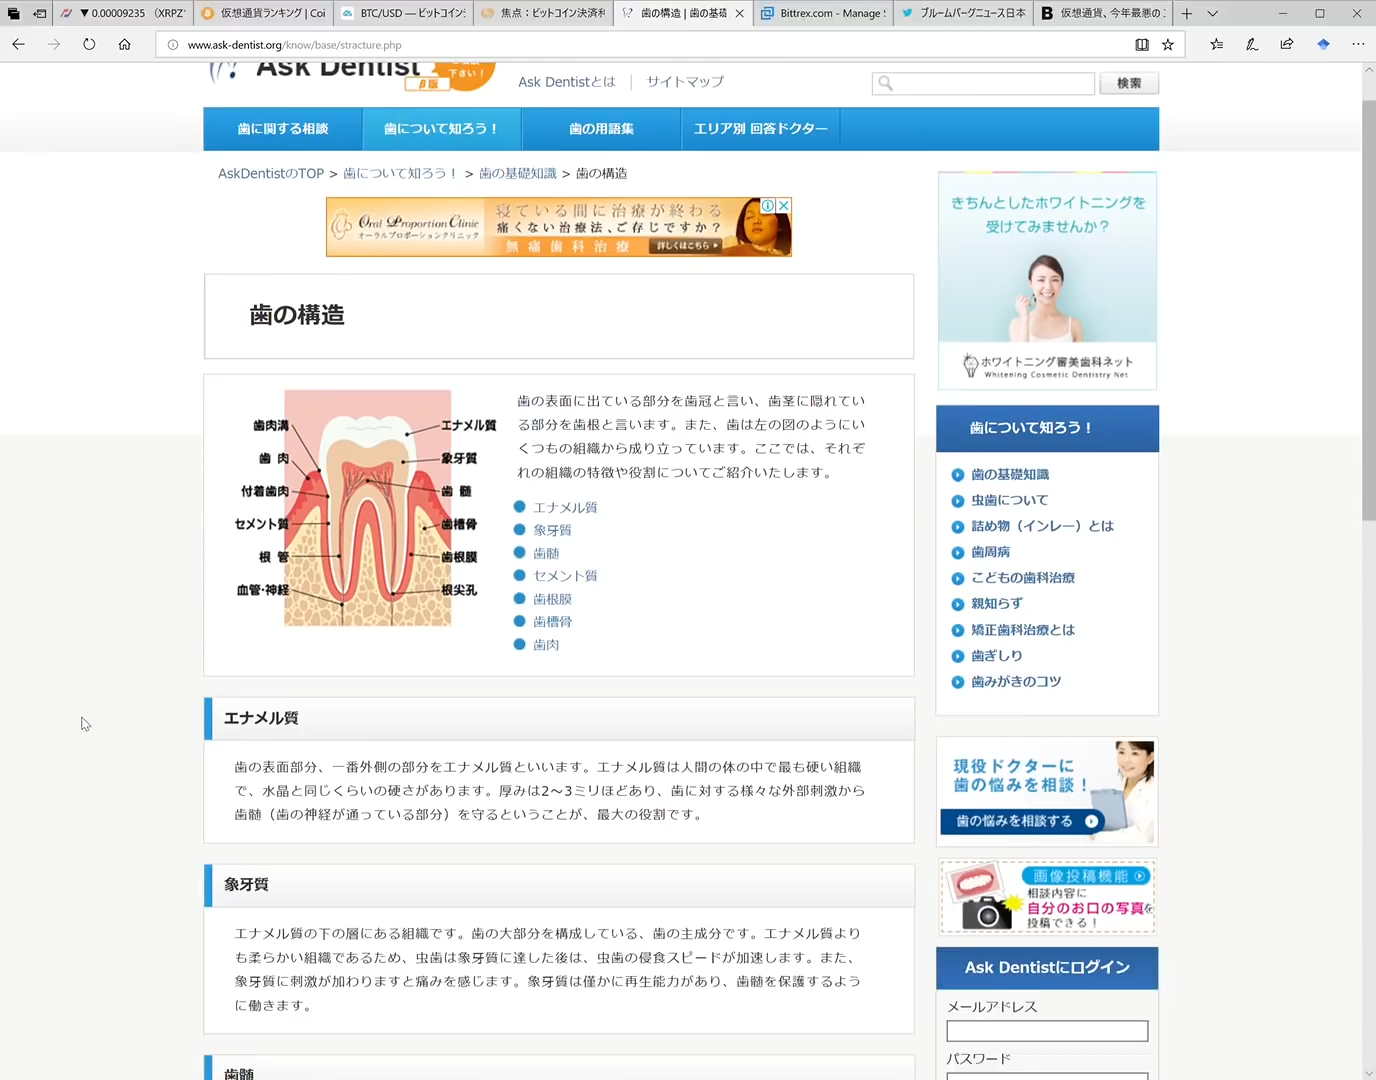 ▼ 0.00009235 （XRPZ
仮想通貨ランキング | Coi
BTC/USD — ビットコイン
焦点：ビットコイン決済
歯の構造 | 歯の基礎
Bittrex.com - Manage
ブルームバーグニュース日本
仮想通貨、今年最悪の
www.ask-dentist.org/know/base/stracture.php
Ask Dentist
β版
下さい！
Ask Dentistとは
サイトマップ
検索
歯に関する相談
歯について知ろう！
歯の用語集
エリア別 回答ドクター
AskDentistのTOP > 歯について知ろう！ > 歯の基礎知識 > 歯の構造
Oral Proportion Clinic
オーラルプロポーションクリニック
寝ている間に治療が終わる
痛くない治療法、ご存じですか？
無痛歯科治療
詳しくはこちら
歯の構造
歯肉溝
歯 肉
付着歯肉
セメント質
根 管
血管・神経
エナメル質
象牙質
歯 髄
歯槽骨
歯根膜
根尖孔
歯の表面に出ている部分を歯冠と言い、歯茎に隠れてい
る部分を歯根と言います。また、歯は左の図のようにい
くつもの組織から成り立っています。ここでは、それぞ
れの組織の特徴や役割についてご紹介いたします。
エナメル質
象牙質
歯髄
セメント質
歯根膜
歯槽骨
歯肉
エナメル質
歯の表面部分、一番外側の部分をエナメル質といいます。エナメル質は人間の体の中で最も硬い組織
で、水晶と同じくらいの硬さがあります。厚みは2～3ミリほどあり、歯に対する様々な外部刺激から
歯髄（歯の神経が通っている部分）を守るということが、最大の役割です。
象牙質
エナメル質の下の層にある組織です。歯の大部分を構成している、歯の主成分です。エナメル質より
も柔らかい組織であるため、虫歯は象牙質に達した後は、虫歯の侵食スピードが加速します。また、
象牙質に刺激が加わりますと痛みを感じます。象牙質は僅かに再生能力があり、歯髄を保護するよう
に働きます。
歯髄
きちんとしたホワイトニングを
受けてみませんか？
ホワイトニング審美歯科ネット
Whitening Cosmetic Dentistry Net
歯について知ろう！
歯の基礎知識
虫歯について
詰め物（インレー）とは
歯周病
こどもの歯科治療
親知らず
矯正歯科治療とは
歯ぎしり
歯みがきのコツ
現役ドクターに
歯の悩みを相談！
歯の悩みを相談する
画像投稿機能
相談内容に
自分のお口の写真を
投稿できる！
Ask Dentistにログイン
メールアドレス
パスワード